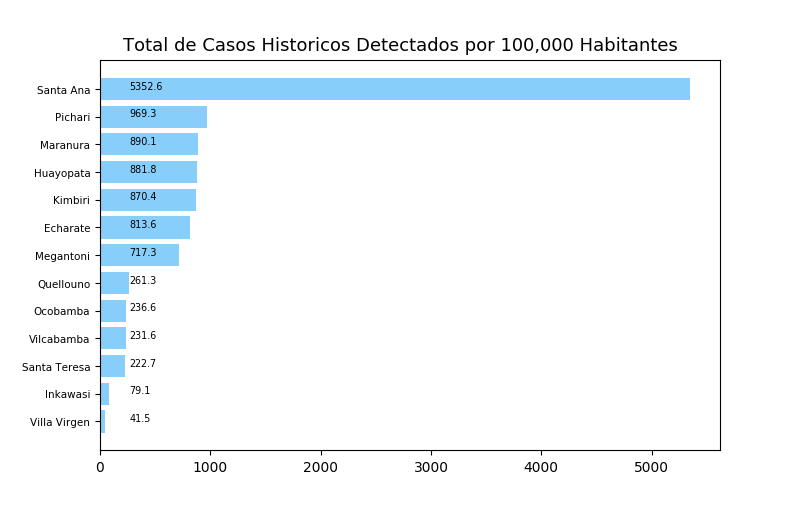 Total de Casos Historicos Detectados por 100,000 Habitantes
Santa Ana 5352.6
Pichari 969.3
Maranura 890.1
Huayopata 881.8
Kimbiri 870.4
Echarate 813.6
Megantoni 717.3
Quellouno 261.3
Ocobamba 236.6
Vilcabamba 231.6
Santa Teresa 222.7
Inkawasi 79.1
Villa Virgen 41.5
0 1000 2000 3000 4000 5000